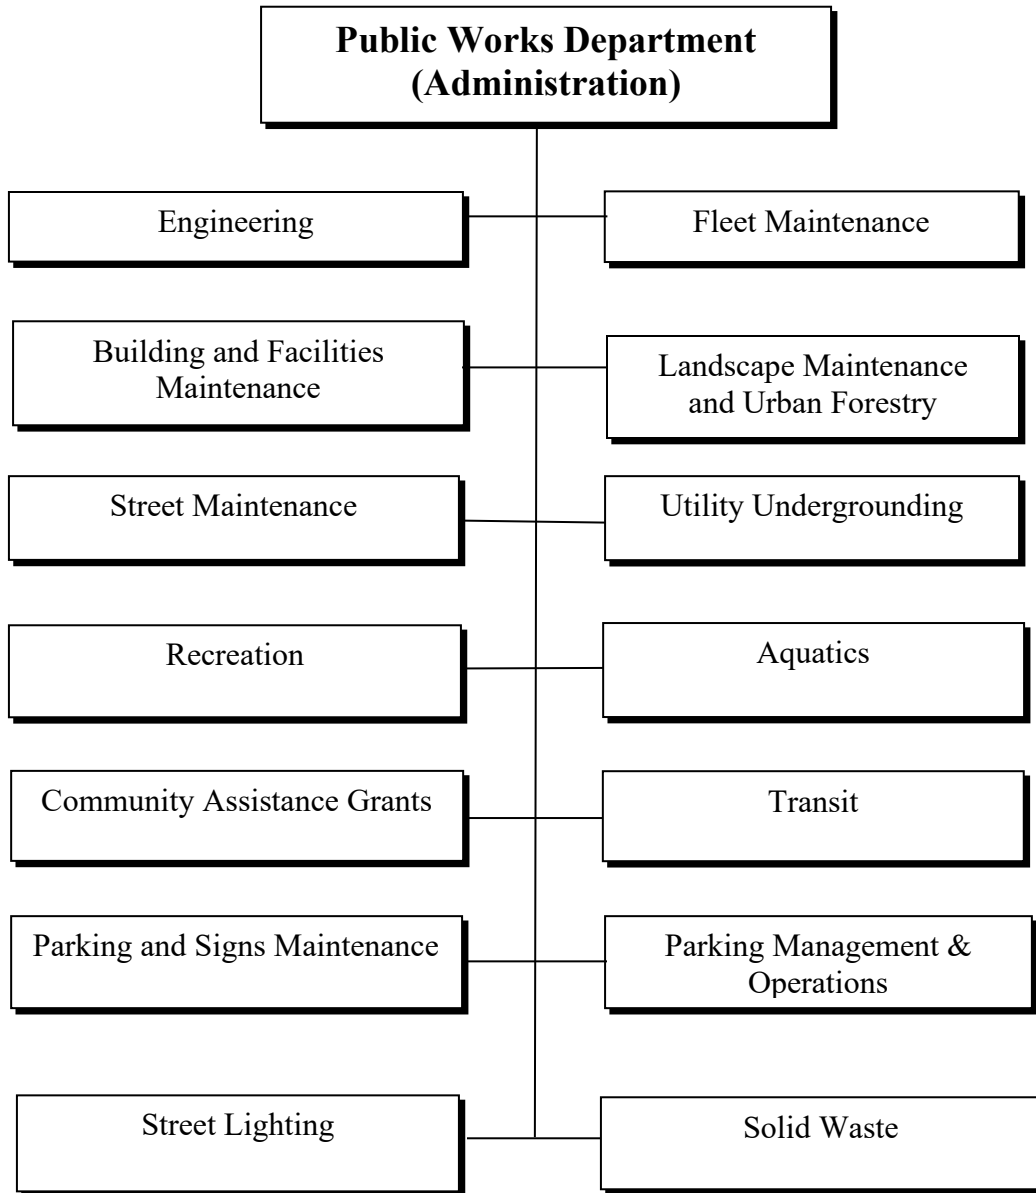 Public Works Department
(Administration)
Engineering
Fleet Maintenance
Building and Facilities
Maintenance
Landscape Maintenance
and Urban Forestry
Street Maintenance
Utility Undergrounding
Recreation
Aquatics
Community Assistance Grants
Transit
Parking and Signs Maintenance
Parking Management &
Operations
Street Lighting
Solid Waste